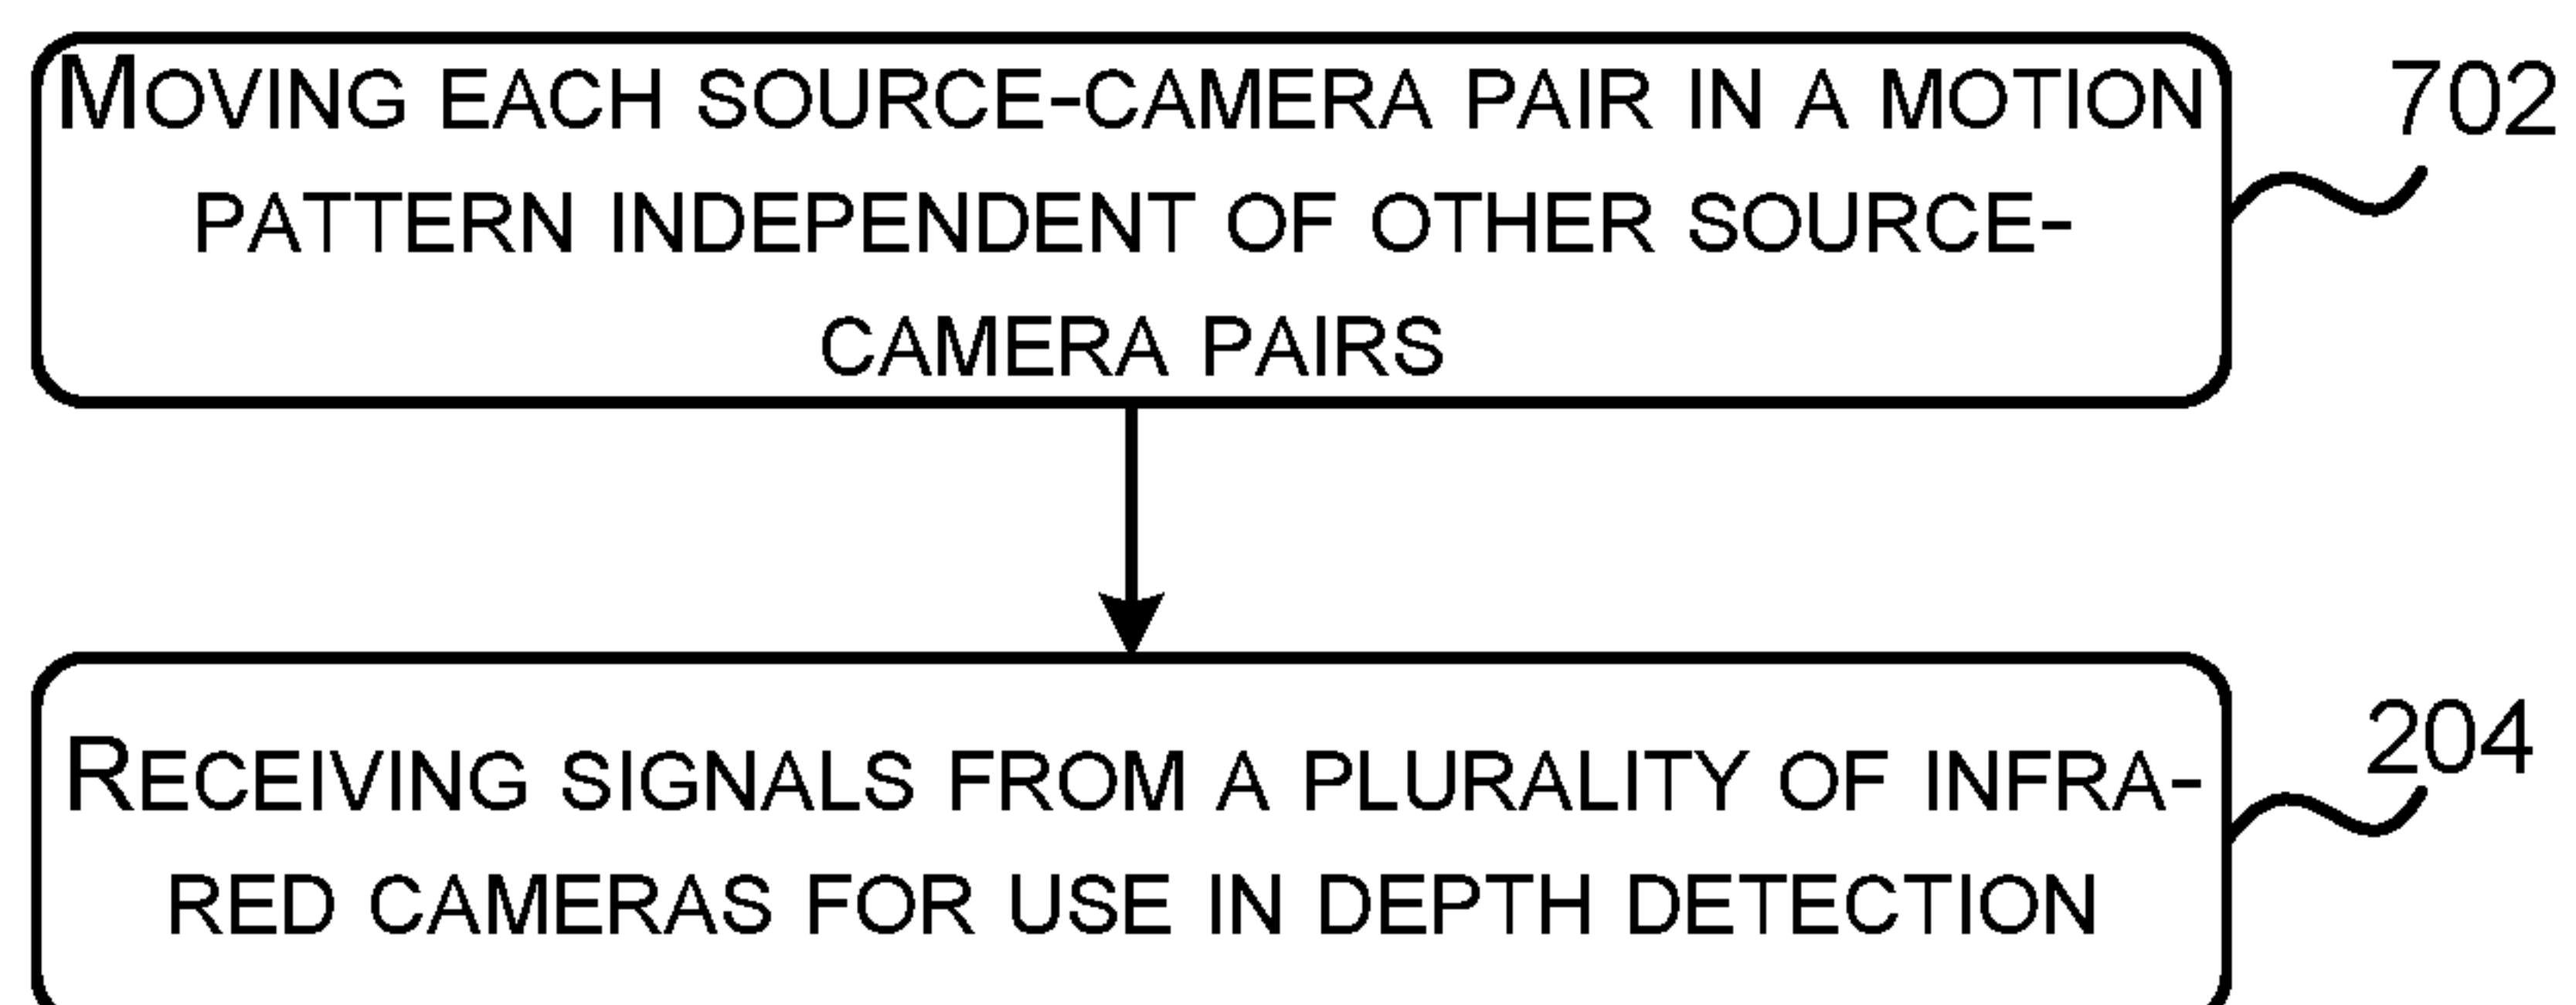 MOVING EACH SOURCE-CAMERA PAIR IN A MOTION
PATTERN INDEPENDENT OF OTHER SOURCE-
CAMERA PAIRS
702
RECEIVING SIGNALS FROM A PLURALITY OF INFRA-
RED CAMERAS FOR USE IN DEPTH DETECTION
204